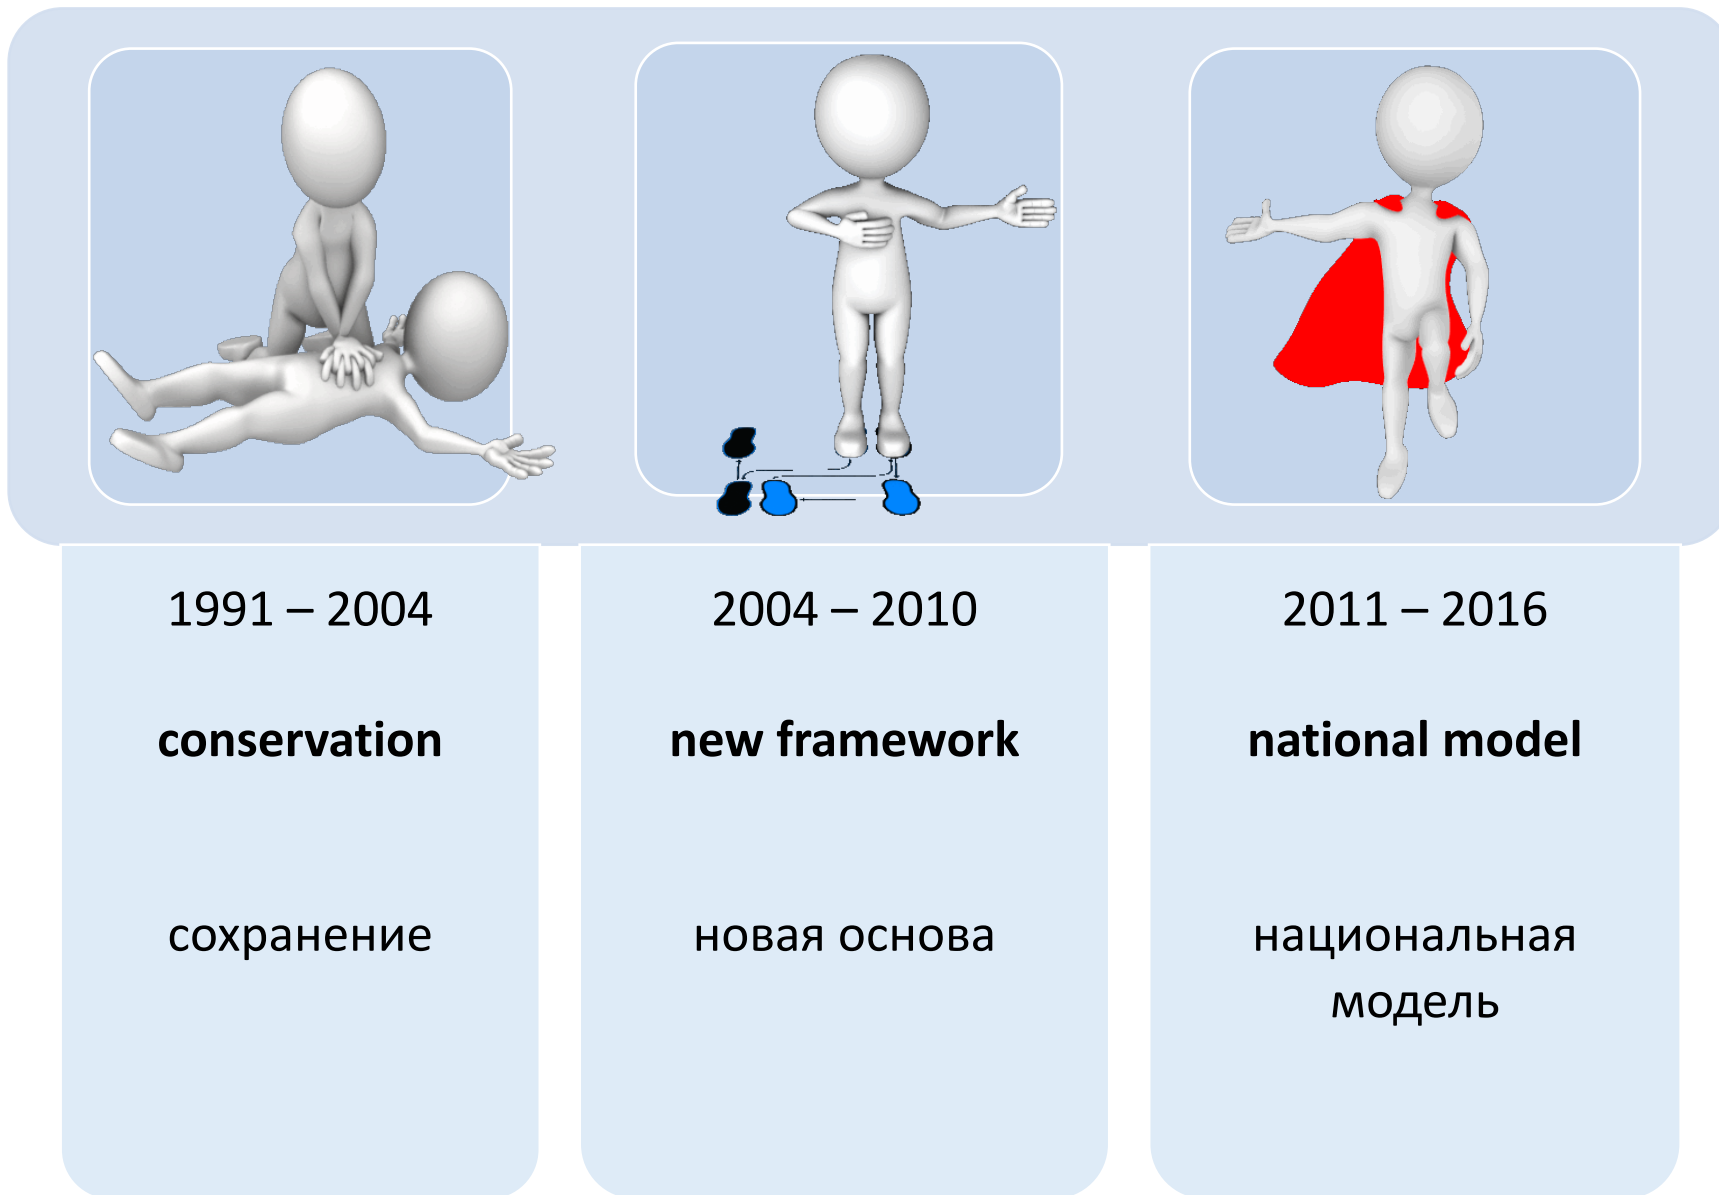 1991 – 2004
conservation
сохранение
2004 – 2010
new framework
новая основа
2011 – 2016
national model
национальная
модель